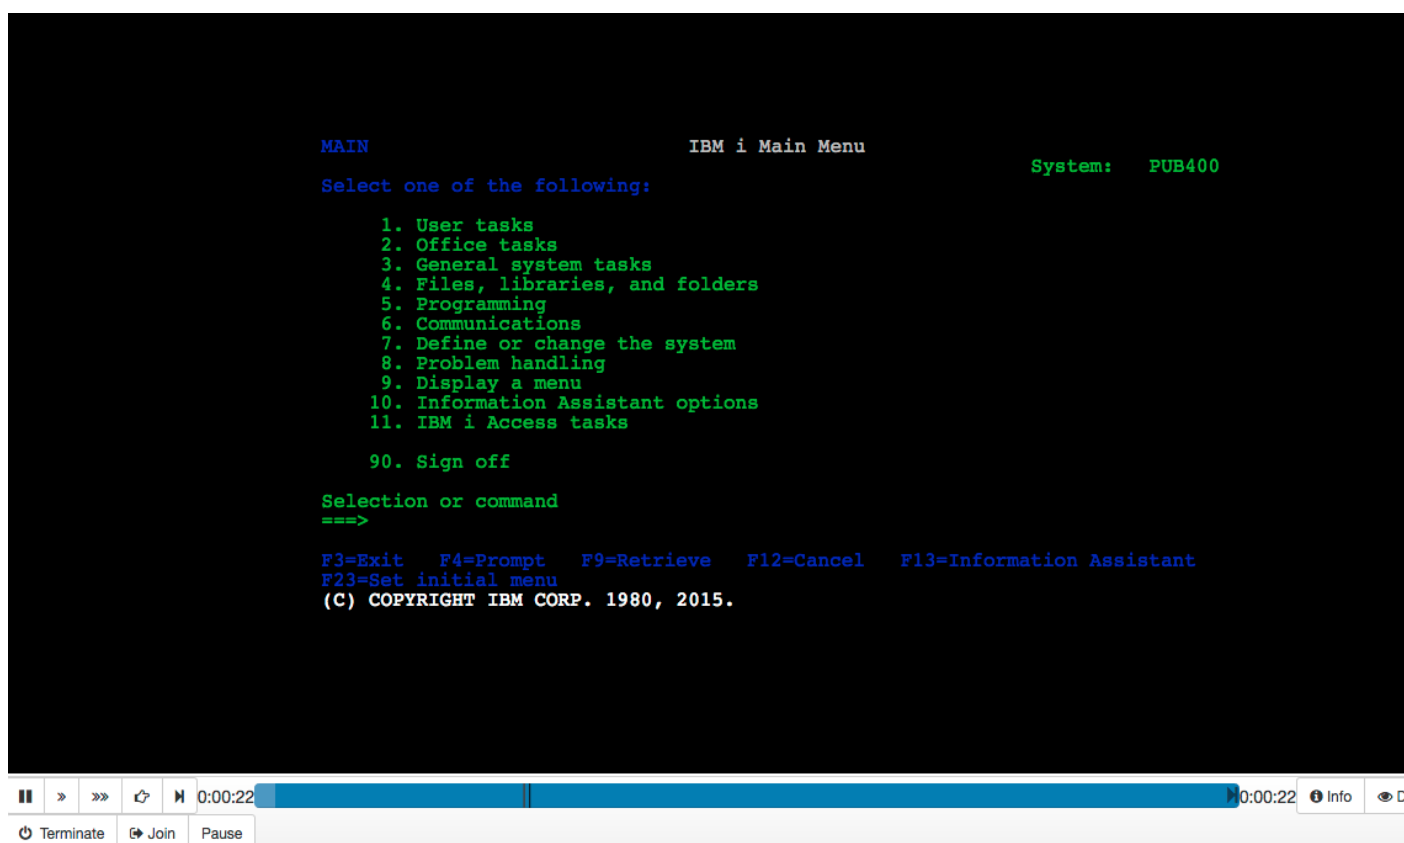 MAIN IBM i Main Menu
System: PUB400
Select one of the following:
1. User tasks
2. Office tasks
3. General system tasks
4. Files, libraries, and folders
5. Programming
6. Communications
7. Define or change the system
8. Problem handling
9. Display a menu
10. Information Assistant options
11. IBM i Access tasks
90. Sign off
Selection or command
===>
F3=Exit F4=Prompt F9=Retrieve F12=Cancel F13=Information Assistant
F23=Set initial menu
(C) COPYRIGHT IBM CORP. 1980, 2015.
0:00:22 0:00:22 Info D
Terminate Join Pause